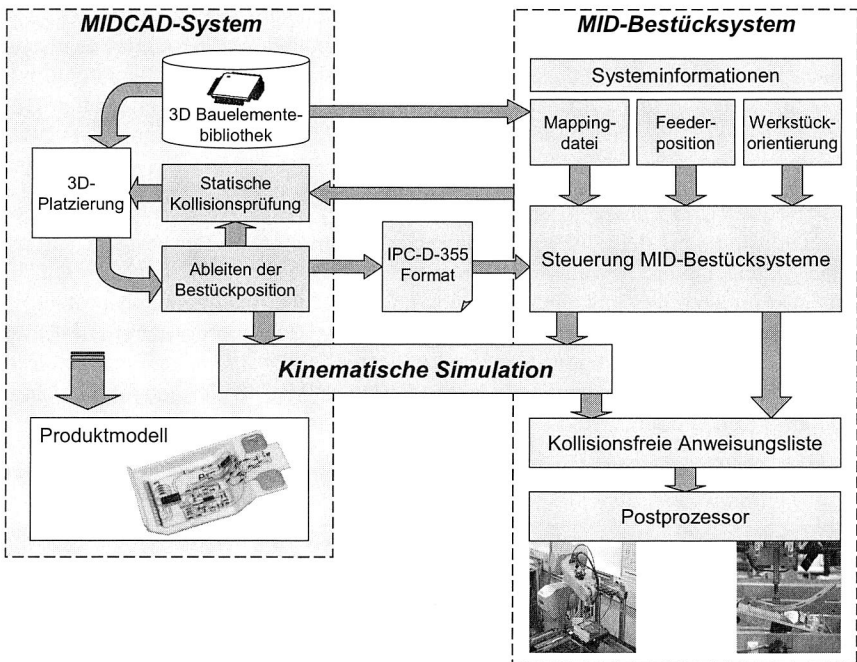 MIDCAD-System
3D Bauelemente-
bibliothek
3D-
Platzierung
Statische
Kollisionsprüfung
Ableiten der
Bestückposition
IPC-D-355
Format
Kinematische Simulation
Produktmodell
MID-Bestücksystem
Systeminformationen
Mapping-
datei
Feeder-
position
Werkstück-
orientierung
Steuerung MID-Bestücksysteme
Kollisionsfreie Anweisungsliste
Postprozessor